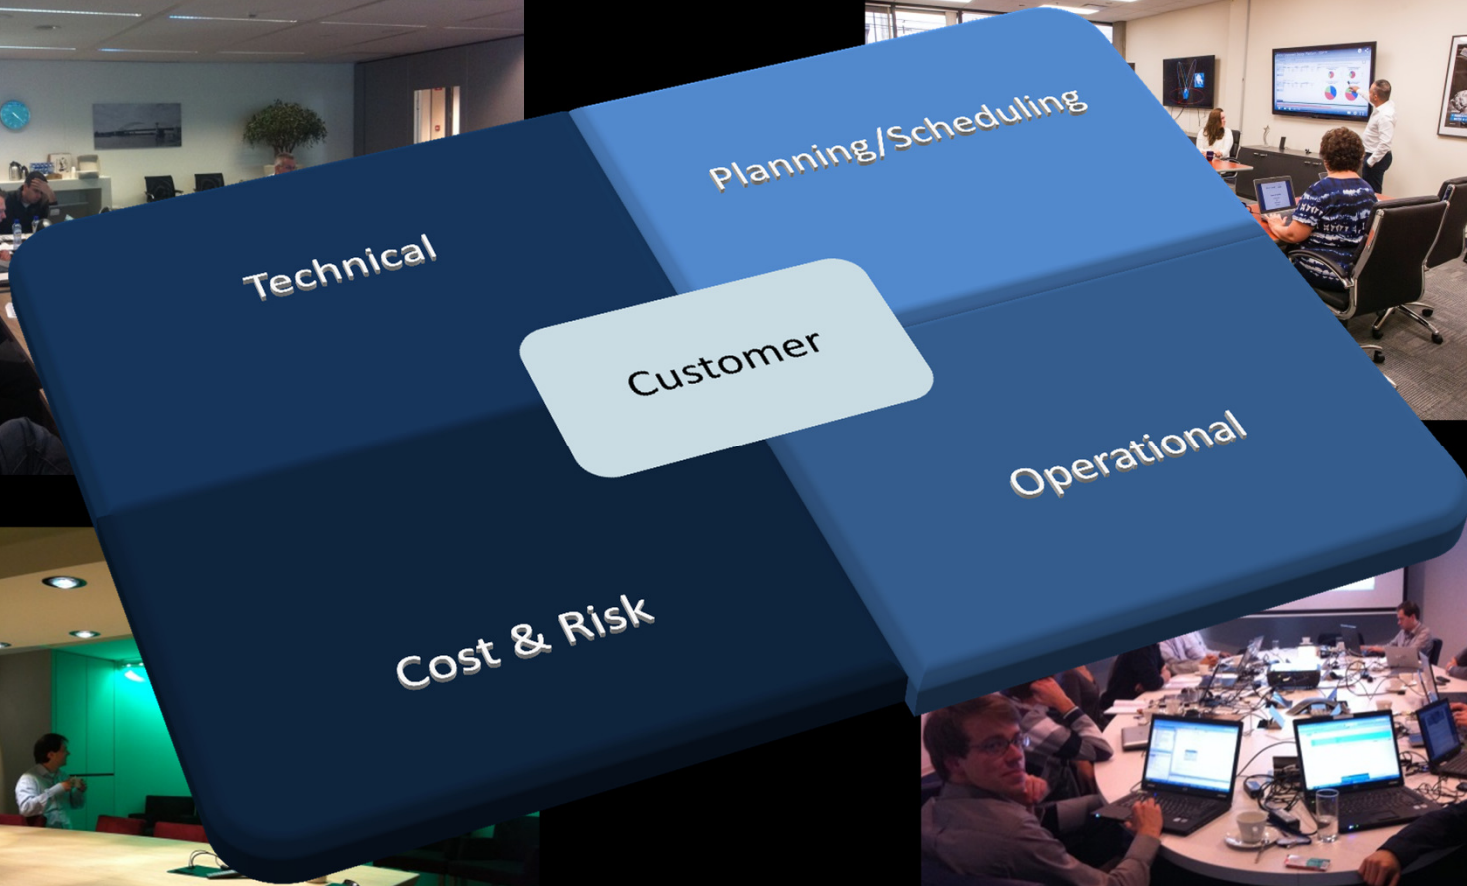 Planning/Scheduling
Technical
Customer
Operational
Cost & Risk